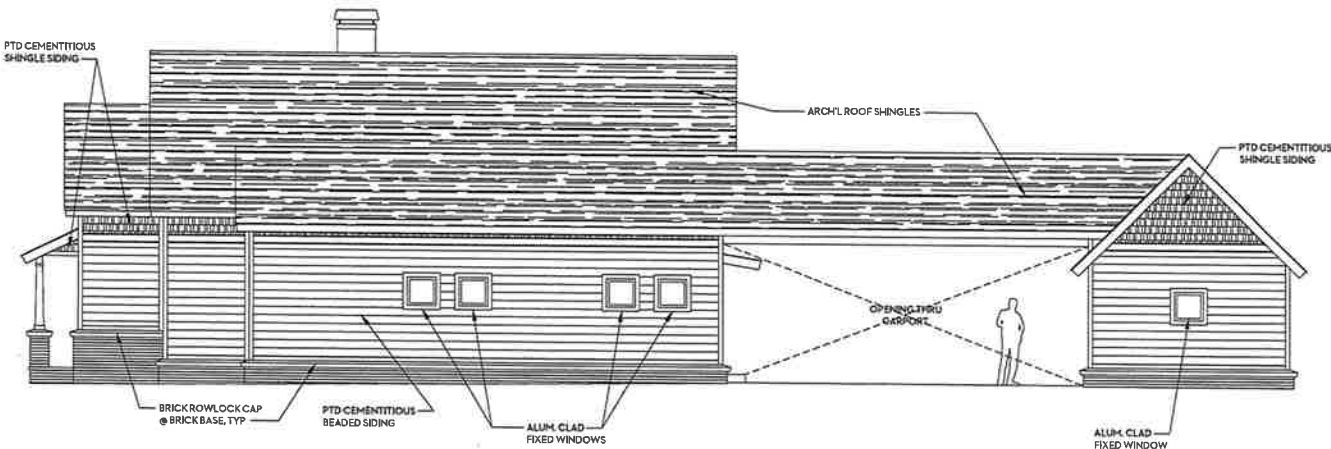 PTD CEMENTITIOUS
SHINGLE SIDING
ARCH'L ROOF SHINGLES
PTD CEMENTITIOUS
SHINGLE SIDING
OPENING THRU
CARPORT
BRICK ROWLOCK CAP
@ BRICK BASE, TYP
PTD CEMENTITIOUS
BEADED SIDING
ALUM. CLAD
FIXED WINDOWS
ALUM. CLAD
FIXED WINDOW